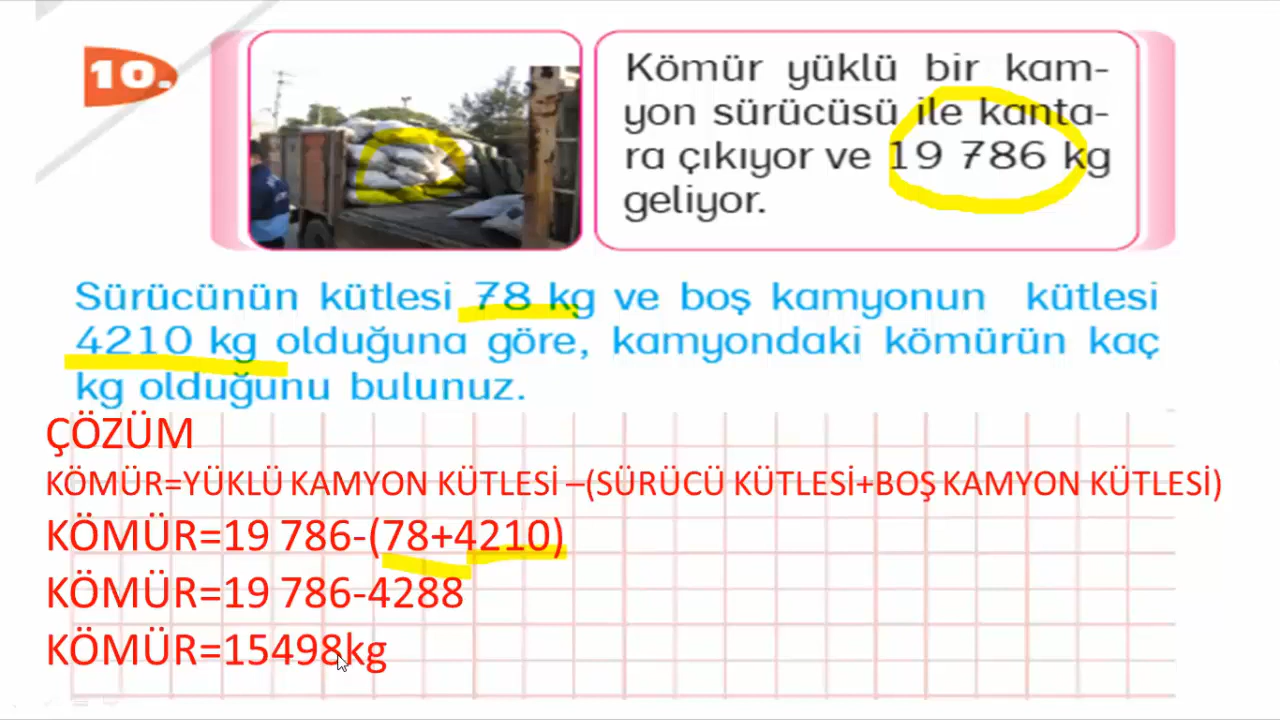 10.
Kömür yüklü bir kam-
yon sürücüsü ile kanta-
ra çıkıyor ve 19 786 kg
geliyor.
Sürücünün kütlesi 78 kg ve boş kamyonun kütlesi
4210 kg olduğuna göre, kamyondaki kömürün kaç
kg olduğunu bulunuz.
ÇÖZÜM
KÖMÜR=YÜKLÜ KAMYON KÜTLESİ –(SÜRÜCÜ KÜTLESİ+BOŞ KAMYON KÜTLESİ)
KÖMÜR=19 786-(78+4210)
KÖMÜR=19 786-4288
KÖMÜR=15498kg